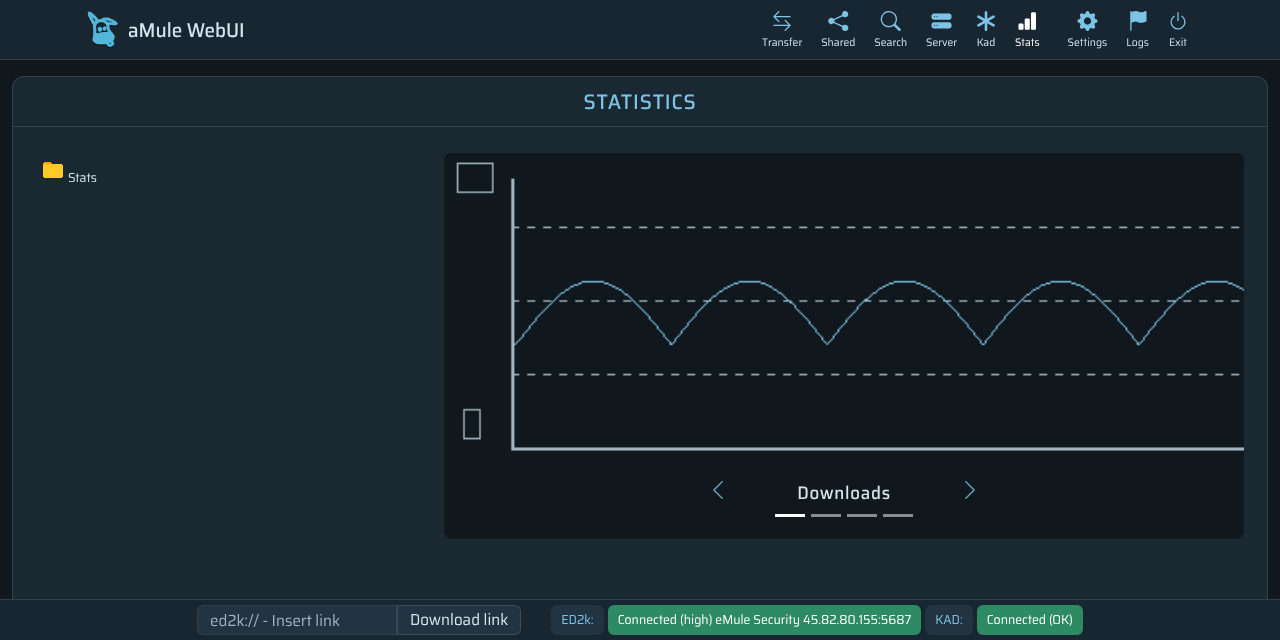 aMule WebUI
Transfer
Shared
Search
Server
Kad
Stats
Settings
Logs
Exit
STATISTICS
Stats
Downloads
ed2k:// - Insert link
Download link
ED2k:
Connected (high) eMule Security 45.82.80.155:5687
KAD:
Connected (OK)